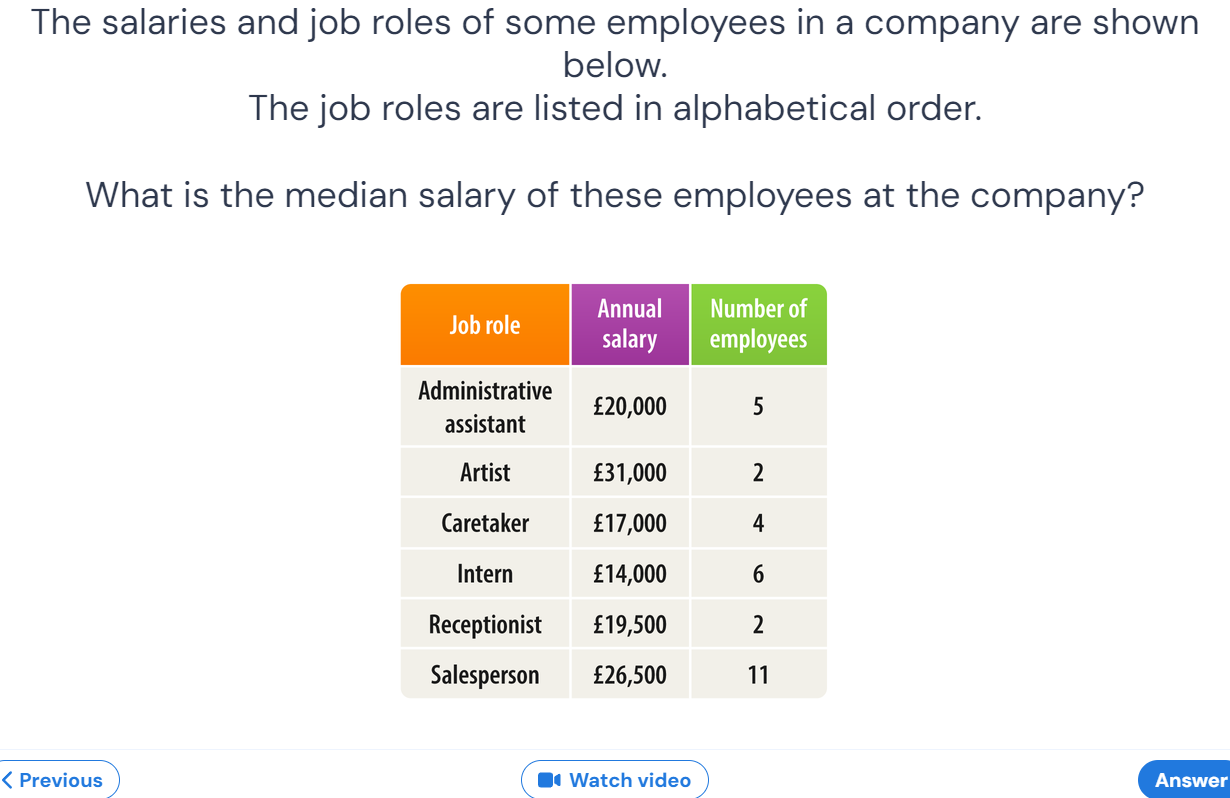 The salaries and job roles of some employees in a company are shown
below.
The job roles are listed in alphabetical order.
What is the median salary of these employees at the company?
Job role
Annual
salary
Number of
employees
Administrative
assistant
£20,000
5
Artist
£31,000
2
Caretaker
£17,000
4
Intern
£14,000
6
Receptionist
£19,500
2
Salesperson
£26,500
11
Previous
Watch video
Answer